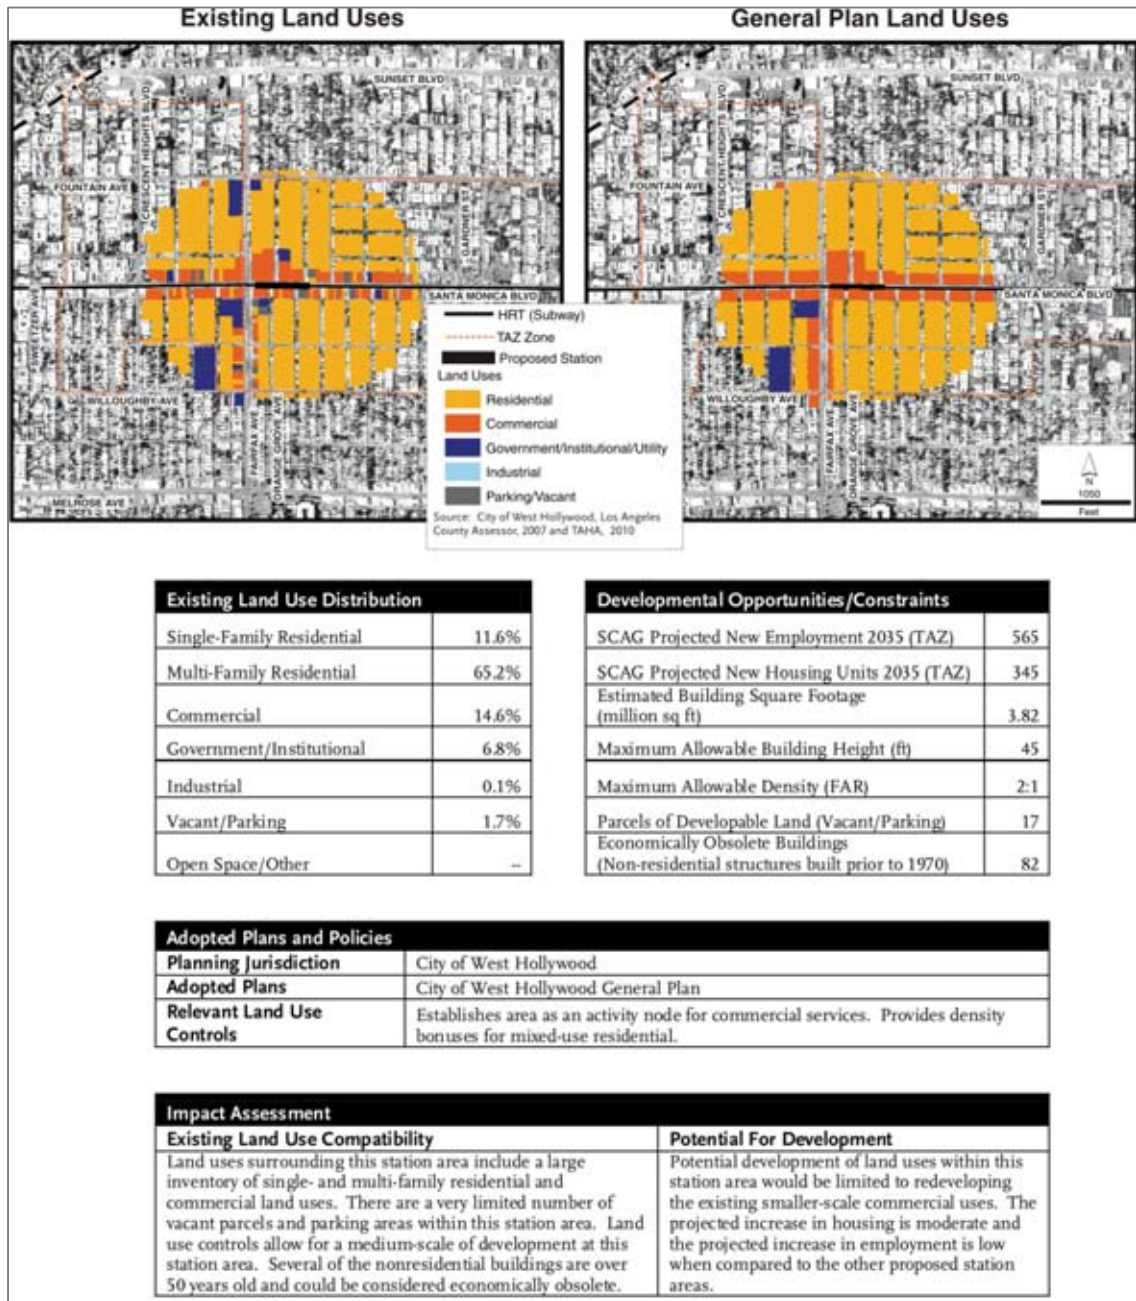 Existing Land Uses
General Plan Land Uses
SUNSET BLVD
CRESCENT HEIGHTS BLVD
FOUNTAIN AVE
GARDNER ST
SANTA MONICA BLVD
SWEETZER AVE
WILLOUGHBY AVE
FAIRFAX AVE
ORANGE GROVE AVE
MELROSE AVE
SUNSET BLVD
CRESCENT HEIGHTS BLVD
FOUNTAIN AVE
GARDNER ST
SANTA MONICA BLVD
WILLOUGHBY AVE
FAIRFAX AVE
ORANGE GROVE AVE
N
1050
Feet
HRT (Subway)
TAZ Zone
Proposed Station
Land Uses
Residential
Commercial
Government/Institutional/Utility
Industrial
Parking/Vacant
Source: City of West Hollywood, Los Angeles
County Assessor, 2007 and TAHA, 2010
Existing Land Use Distribution
Single-Family Residential 11.6%
Multi-Family Residential 65.2%
Commercial 14.6%
Government/Institutional 6.8%
Industrial 0.1%
Vacant/Parking 1.7%
Open Space/Other --
Developmental Opportunities/Constraints
SCAG Projected New Employment 2035 (TAZ) 565
SCAG Projected New Housing Units 2035 (TAZ) 345
Estimated Building Square Footage
(million sq ft) 3.82
Maximum Allowable Building Height (ft) 45
Maximum Allowable Density (FAR) 2:1
Parcels of Developable Land (Vacant/Parking) 17
Economically Obsolete Buildings
(Non-residential structures built prior to 1970) 82
Adopted Plans and Policies
Planning Jurisdiction City of West Hollywood
Adopted Plans City of West Hollywood General Plan
Relevant Land Use Establishes area as an activity node for commercial services. Provides density
Controls bonuses for mixed-use residential.
Impact Assessment
Existing Land Use Compatibility
Land uses surrounding this station area include a large
inventory of single- and multi-family residential and
commercial land uses. There are a very limited number of
vacant parcels and parking areas within this station area. Land
use controls allow for a medium-scale of development at this
station area. Several of the nonresidential buildings are over
50 years old and could be considered economically obsolete.
Potential For Development
Potential development of land uses within this
station area would be limited to redeveloping
the existing smaller-scale commercial uses. The
projected increase in housing is moderate and
the projected increase in employment is low
when compared to the other proposed station
areas.